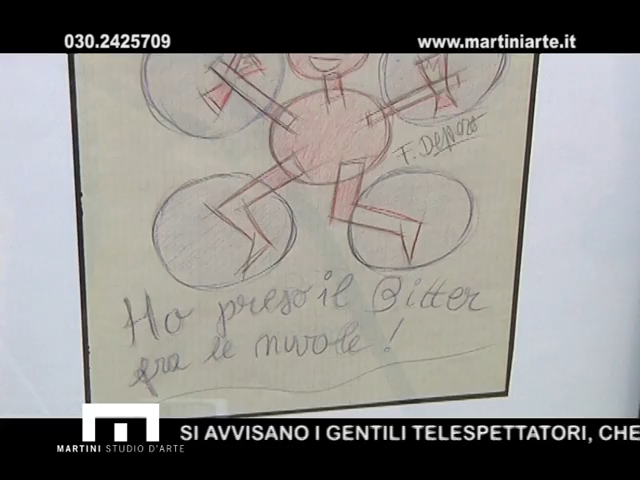 030.2425709
www.martiniarte.it
F. Depero
Ho preso il Bitter
fra le nuvole!
MARTINI STUDIO D'ARTE
SI AVVISANO I GENTILI TELESPETTATORI, CHE